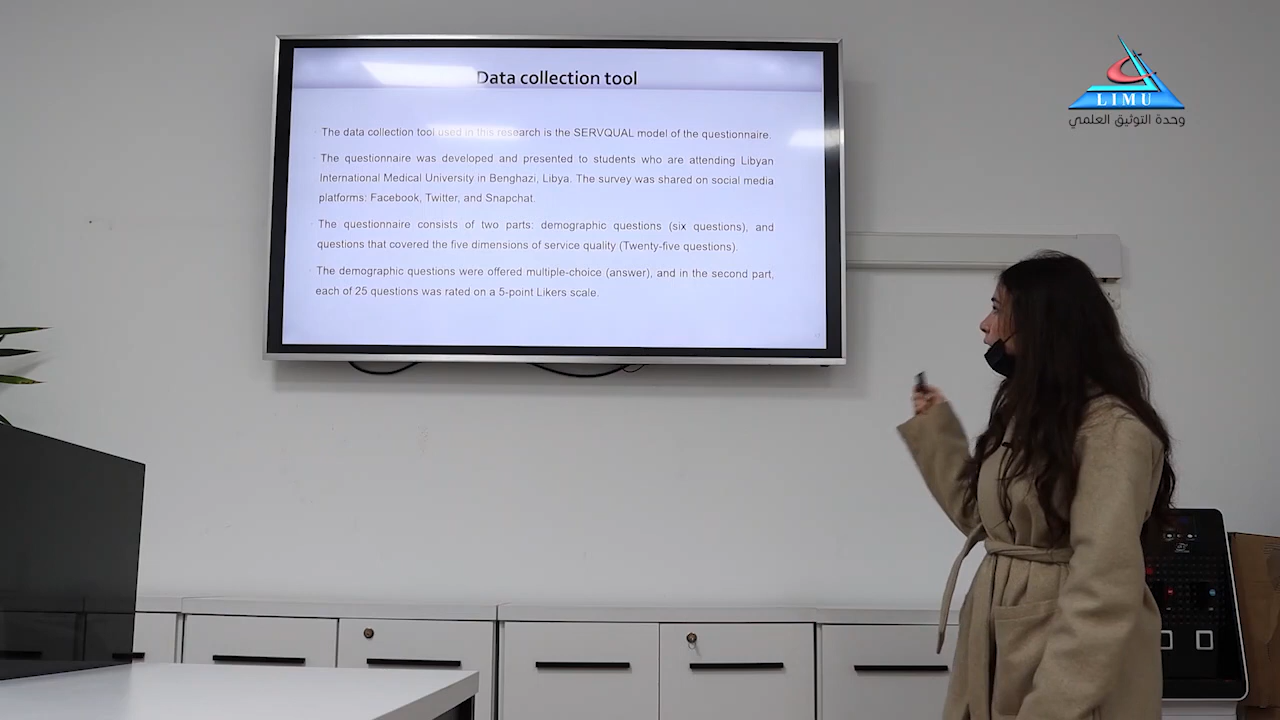 Data collection tool
The data collection tool used in this research is the SERVQUAL model of the questionnaire.
The questionnaire was developed and presented to students who are attending Libyan
International Medical University in Benghazi, Libya. The survey was shared on social media
platforms: Facebook, Twitter, and Snapchat.
The questionnaire consists of two parts: demographic questions (six questions), and
questions that covered the five dimensions of service quality (Twenty-five questions).
The demographic questions were offered multiple-choice (answer), and in the second part,
each of 25 questions was rated on a 5-point Likers scale.
LIMU
وحدة التوثيق العلمي